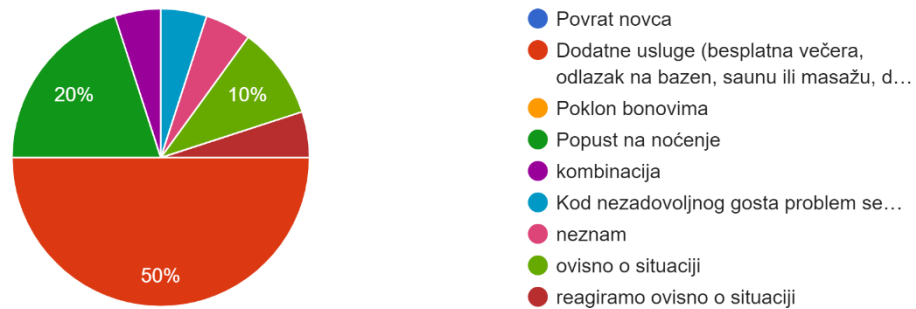 20%
10%
50%
Povrat novca
Dodatne usluge (besplatna večera,
odlazak na bazen, saunu ili masažu, d…
Poklon bonovima
Popust na noćenje
kombinacija
Kod nezadovoljnog gosta problem se…
neznam
ovisno o situaciji
reagiramo ovisno o situaciji